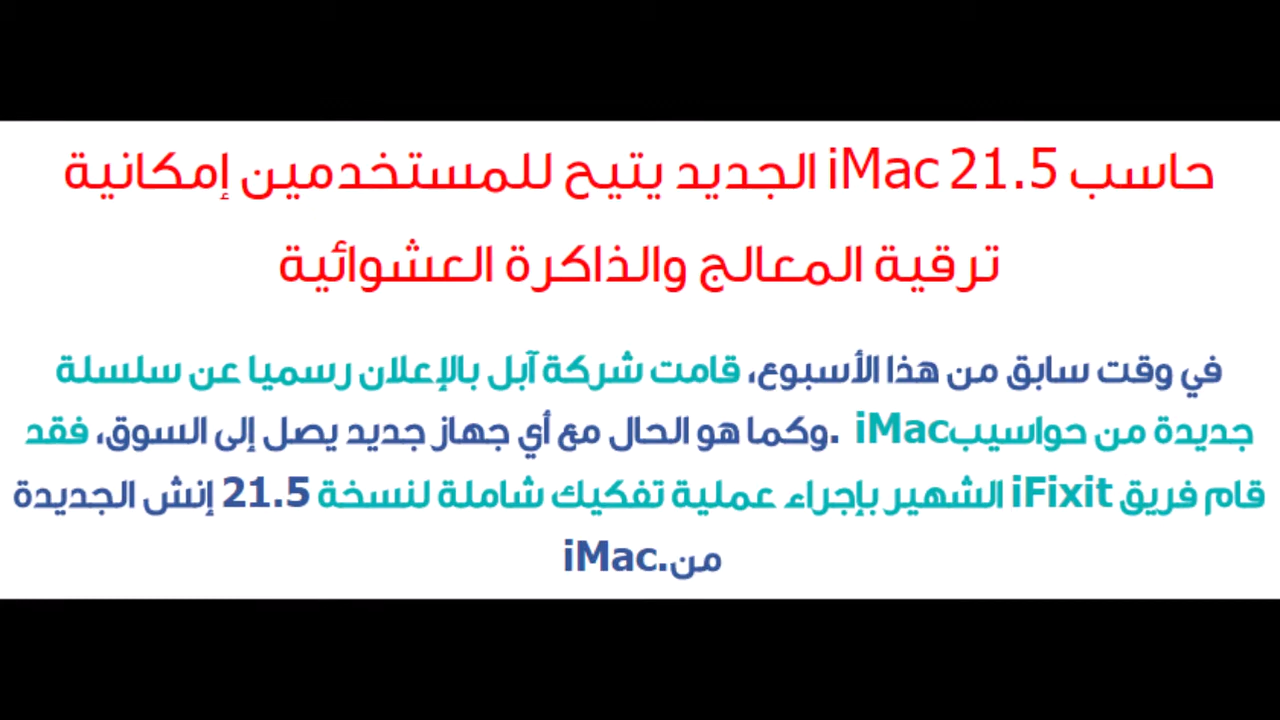 حاسب iMac 21.5 الجديد يتيح للمستخدمين إمكانية
ترقية المعالج والذاكرة العشوائية
في وقت سابق من هذا الأسبوع، قامت شركة آبل بالإعلان رسميا عن سلسلة
جديدة من حواسيبiMac .وكما هو الحال مع أي جهاز جديد يصل إلى السوق، فقد
قام فريق iFixit الشهير بإجراء عملية تفكيك شاملة لنسخة 21.5 إنش الجديدة
من.iMac